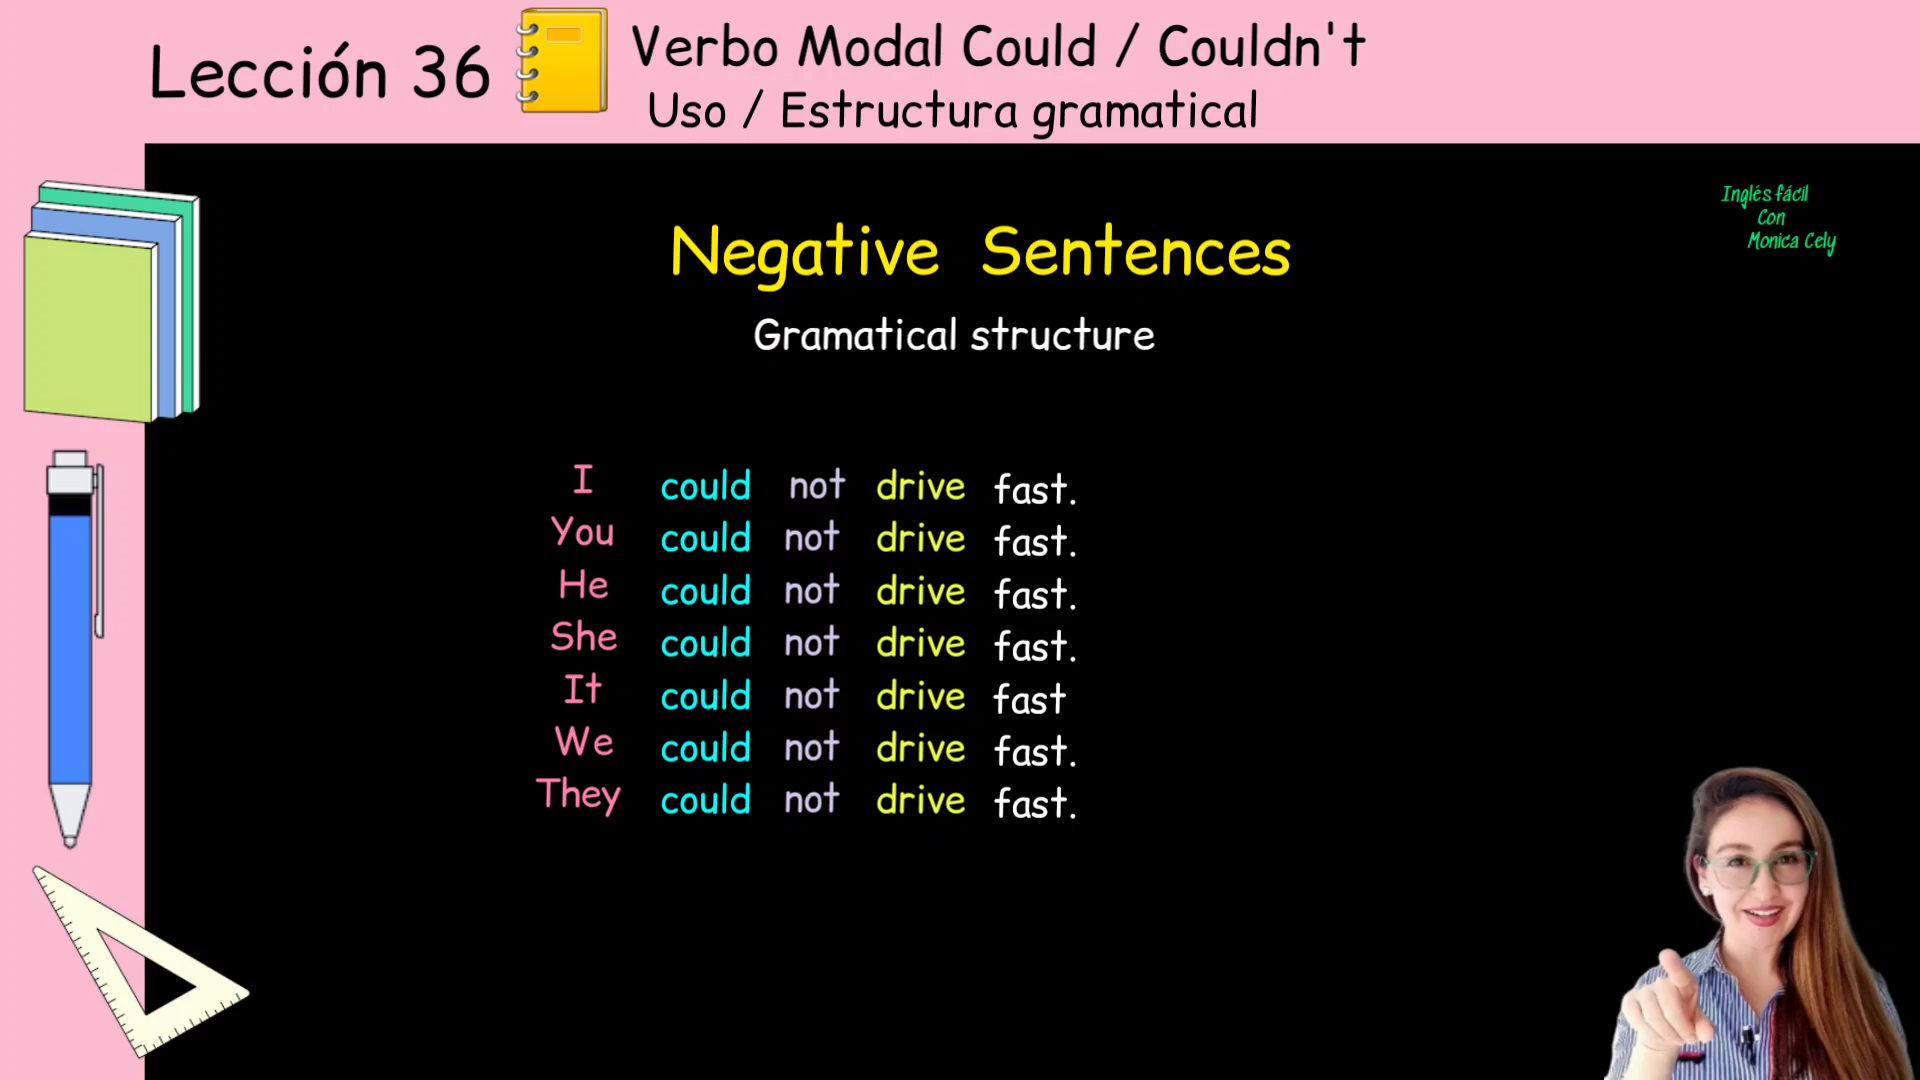 Lección 36
Verbo Modal Could / Couldn't
Uso / Estructura gramatical
Inglés fácil
Con
Monica Cely
Negative Sentences
Gramatical structure
I could not drive fast.
You could not drive fast.
He could not drive fast.
She could not drive fast.
It could not drive fast
We could not drive fast.
They could not drive fast.